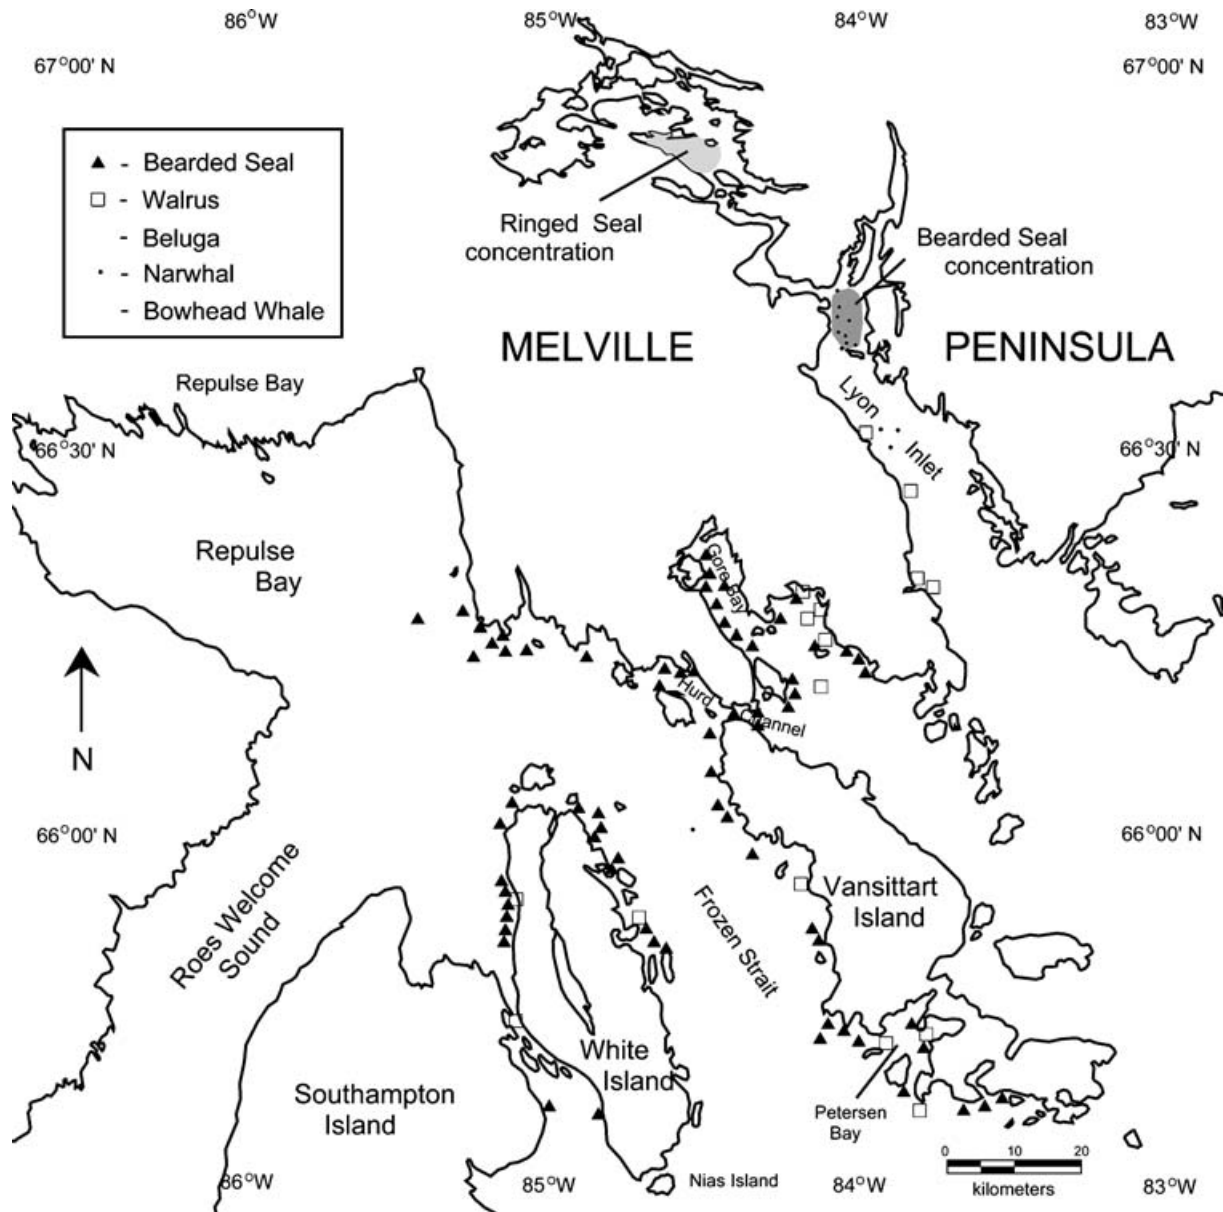 86°W 85°W 84°W 83°W
67°00' N 67°00' N
- Bearded Seal
- Walrus
- Beluga
- Narwhal
- Bowhead Whale
Ringed Seal
concentration
Bearded Seal
concentration
MELVILLE PENINSULA
Repulse Bay
Lyon
Inlet
66°30' N 66°30' N
Repulse
Bay
Gore Bay
N
Hurd
Channel
66°00' N 66°00' N
Roes Welcome
Sound
Frozen Strait
Vansittart
Island
White
Island
Southampton
Island
Petersen
Bay
0 10 20
kilometers
Nias Island
86°W 85°W 84°W 83°W